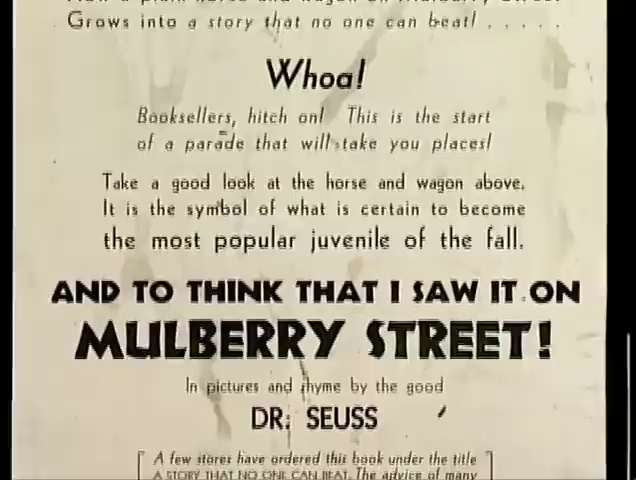 Grows into a story that no one can beat! . . . . .
Whoa!
Booksellers, hitch on! This is the start
of a parade that will take you places!
Take a good look at the horse and wagon above.
It is the symbol of what is certain to become
the most popular juvenile of the fall.
AND TO THINK THAT I SAW IT ON
MULBERRY STREET!
In pictures and rhyme by the good
DR. SEUSS
[ A few stores have ordered this book under the title ]
A STORY THAT NO ONE CAN BEAT. The advice of many